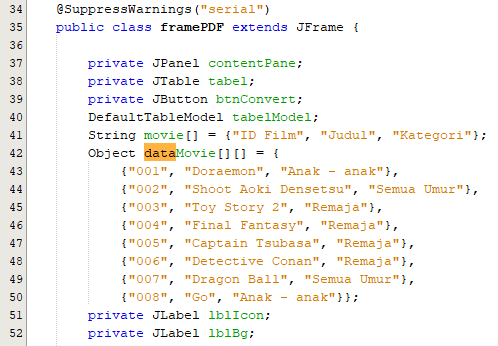 34 @SuppressWarnings("serial")
35 public class framePDF extends JFrame {
36
37 private JPanel contentPane;
38 private JTable tabel;
39 private JButton btnConvert;
40 DefaultTableModel tabelModel;
41 String movie[] = {"ID Film", "Judul", "Kategori"};
42 Object dataMovie[][] = {
43 {"001", "Doraemon", "Anak - anak"},
44 {"002", "Shoot Aoki Densetsu", "Semua Umur"},
45 {"003", "Toy Story 2", "Remaja"},
46 {"004", "Final Fantasy", "Remaja"},
47 {"005", "Captain Tsubasa", "Remaja"},
48 {"006", "Detective Conan", "Remaja"},
49 {"007", "Dragon Ball", "Semua Umur"},
50 {"008", "Go", "Anak - anak"}};
51 private JLabel lblIcon;
52 private JLabel lblBg;